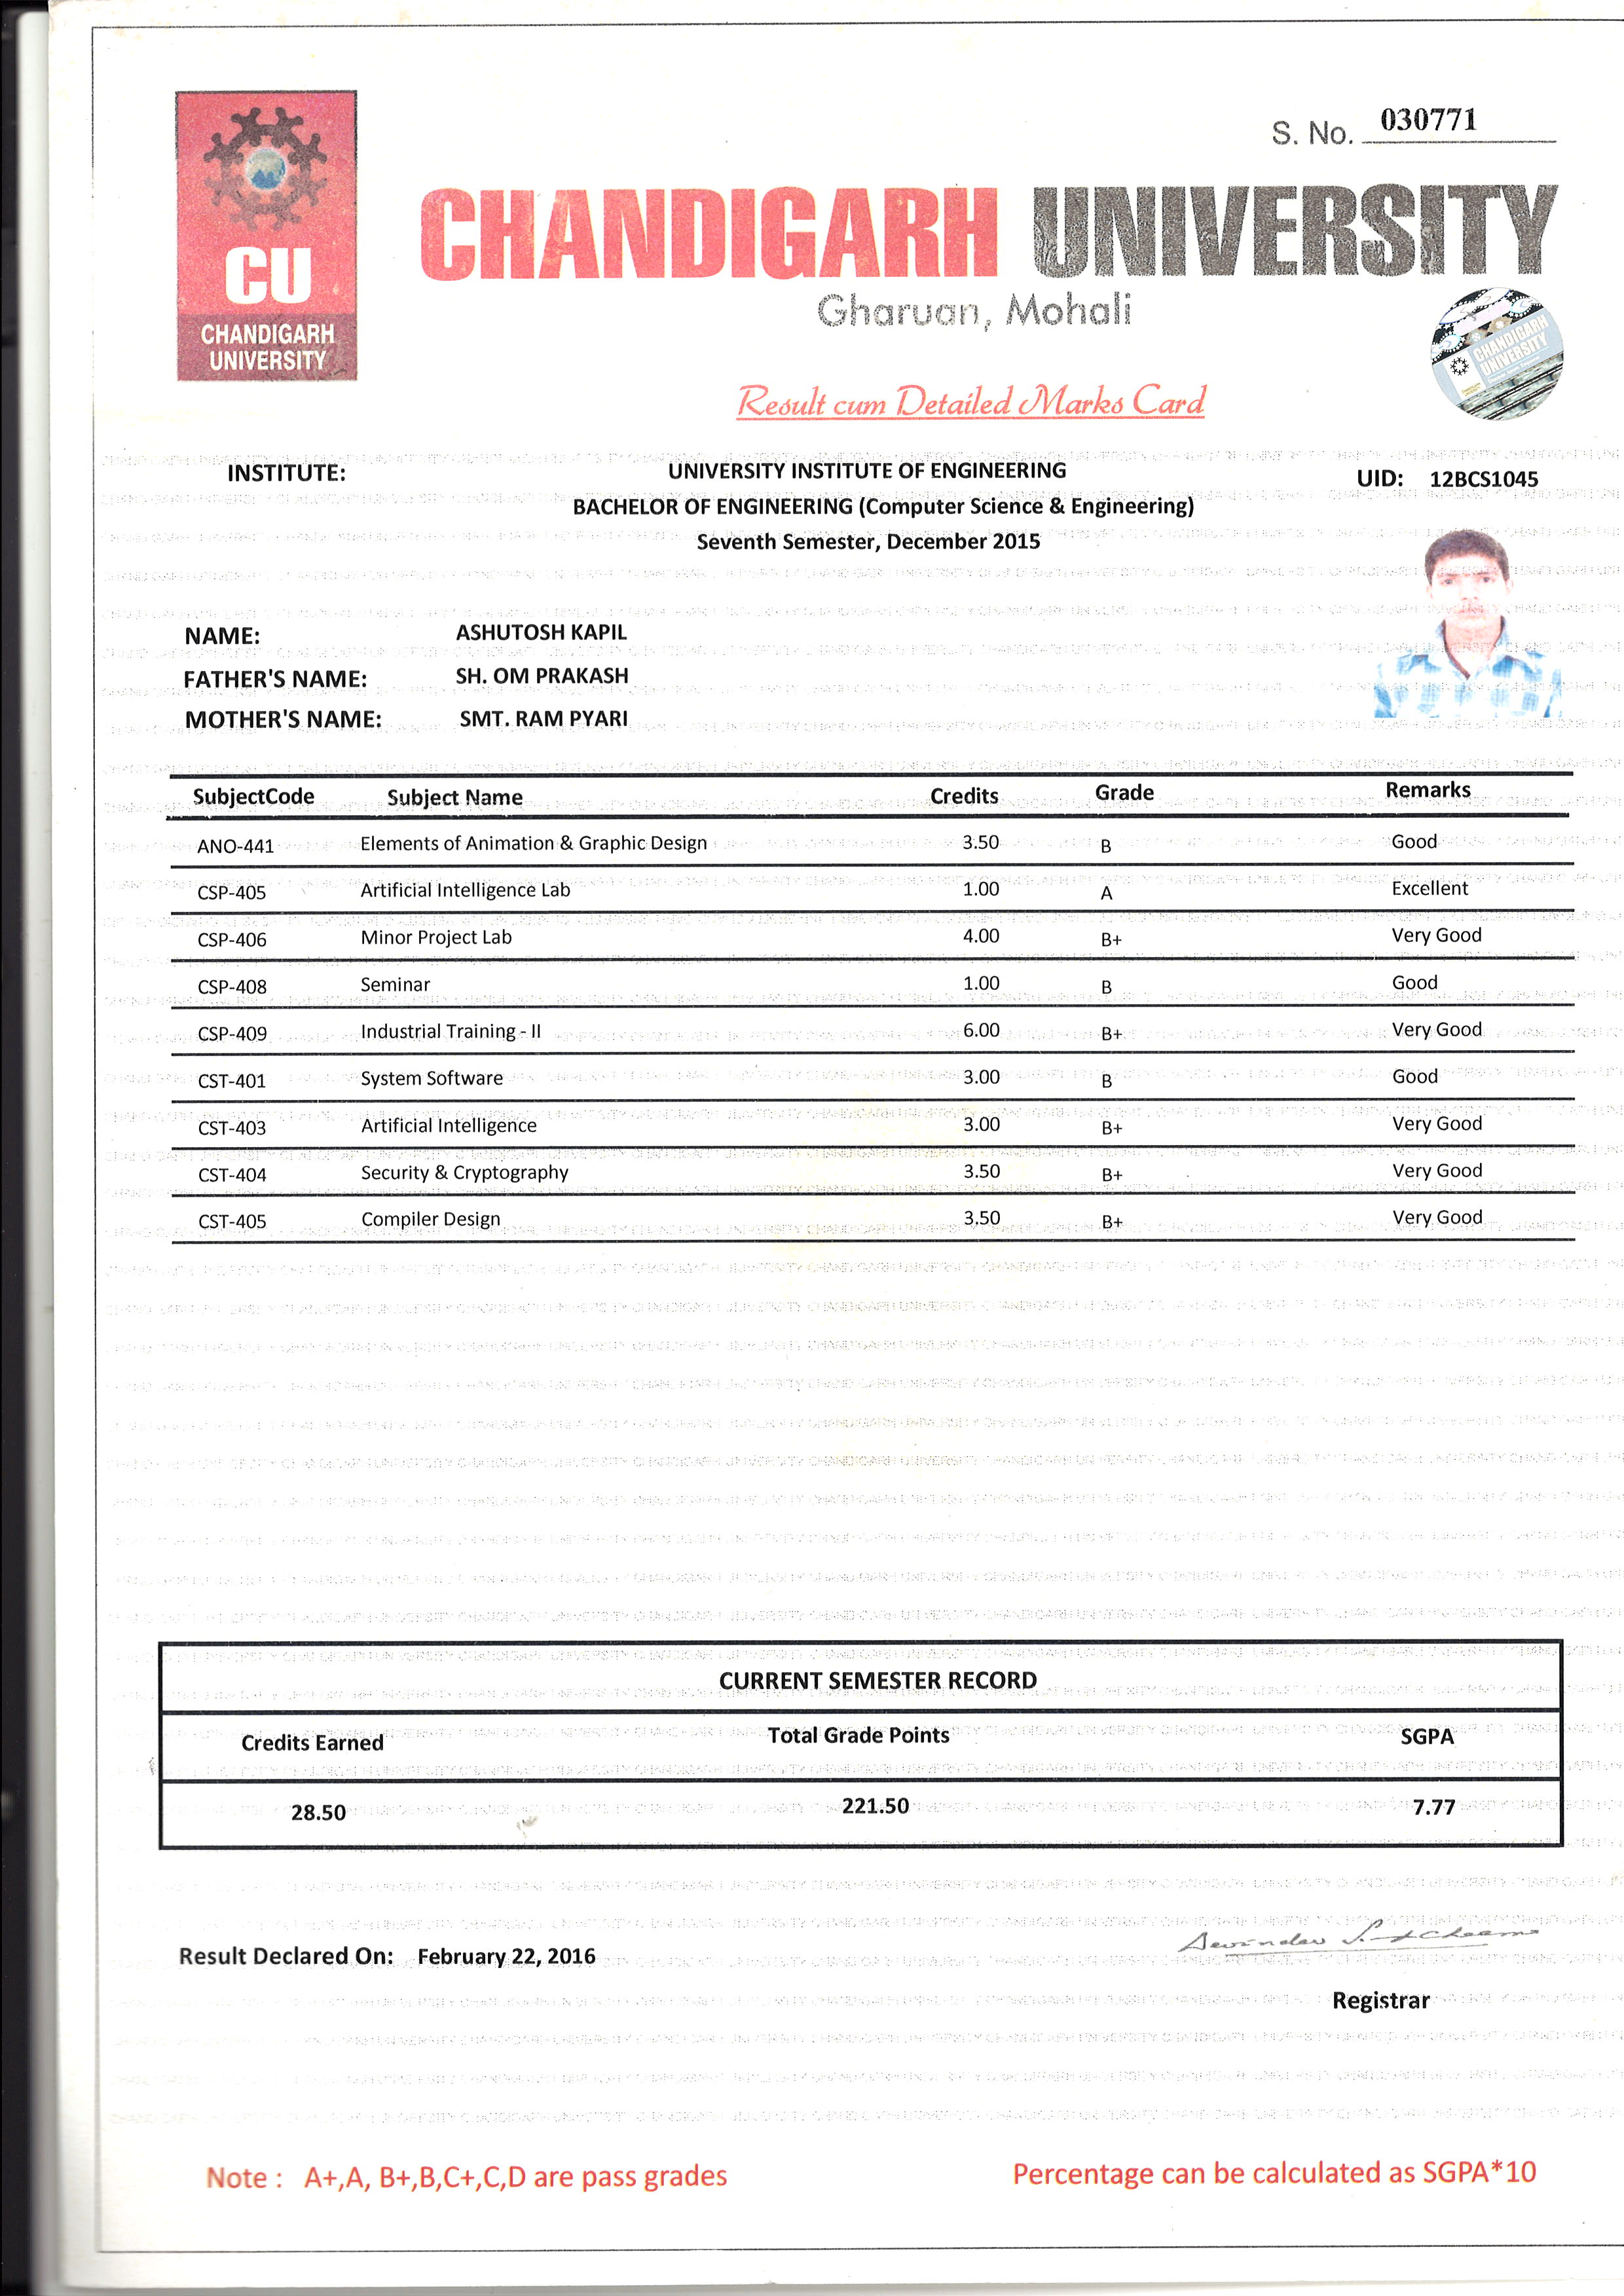 S. No. 030771
CU
CHANDIGARH
UNIVERSITY
CHANDIGARH UNIVERSITY
Gharuan, Mohali
CHANDIGARH
UNIVERSITY
Result cum Detailed Marks Card
INSTITUTE: UNIVERSITY INSTITUTE OF ENGINEERING UID: 12BCS1045
BACHELOR OF ENGINEERING (Computer Science & Engineering)
Seventh Semester, December 2015
NAME: ASHUTOSH KAPIL
FATHER'S NAME: SH. OM PRAKASH
MOTHER'S NAME: SMT. RAM PYARI
SubjectCode Subject Name Credits Grade Remarks
ANO-441 Elements of Animation & Graphic Design 3.50 B Good
CSP-405 Artificial Intelligence Lab 1.00 A Excellent
CSP-406 Minor Project Lab 4.00 B+ Very Good
CSP-408 Seminar 1.00 B Good
CSP-409 Industrial Training - II 6.00 B+ Very Good
CST-401 System Software 3.00 B Good
CST-403 Artificial Intelligence 3.00 B+ Very Good
CST-404 Security & Cryptography 3.50 B+ Very Good
CST-405 Compiler Design 3.50 B+ Very Good
CURRENT SEMESTER RECORD
Credits Earned Total Grade Points SGPA
28.50 221.50 7.77
Result Declared On: February 22, 2016
Registrar
Note : A+,A, B+,B,C+,C,D are pass grades Percentage can be calculated as SGPA*10